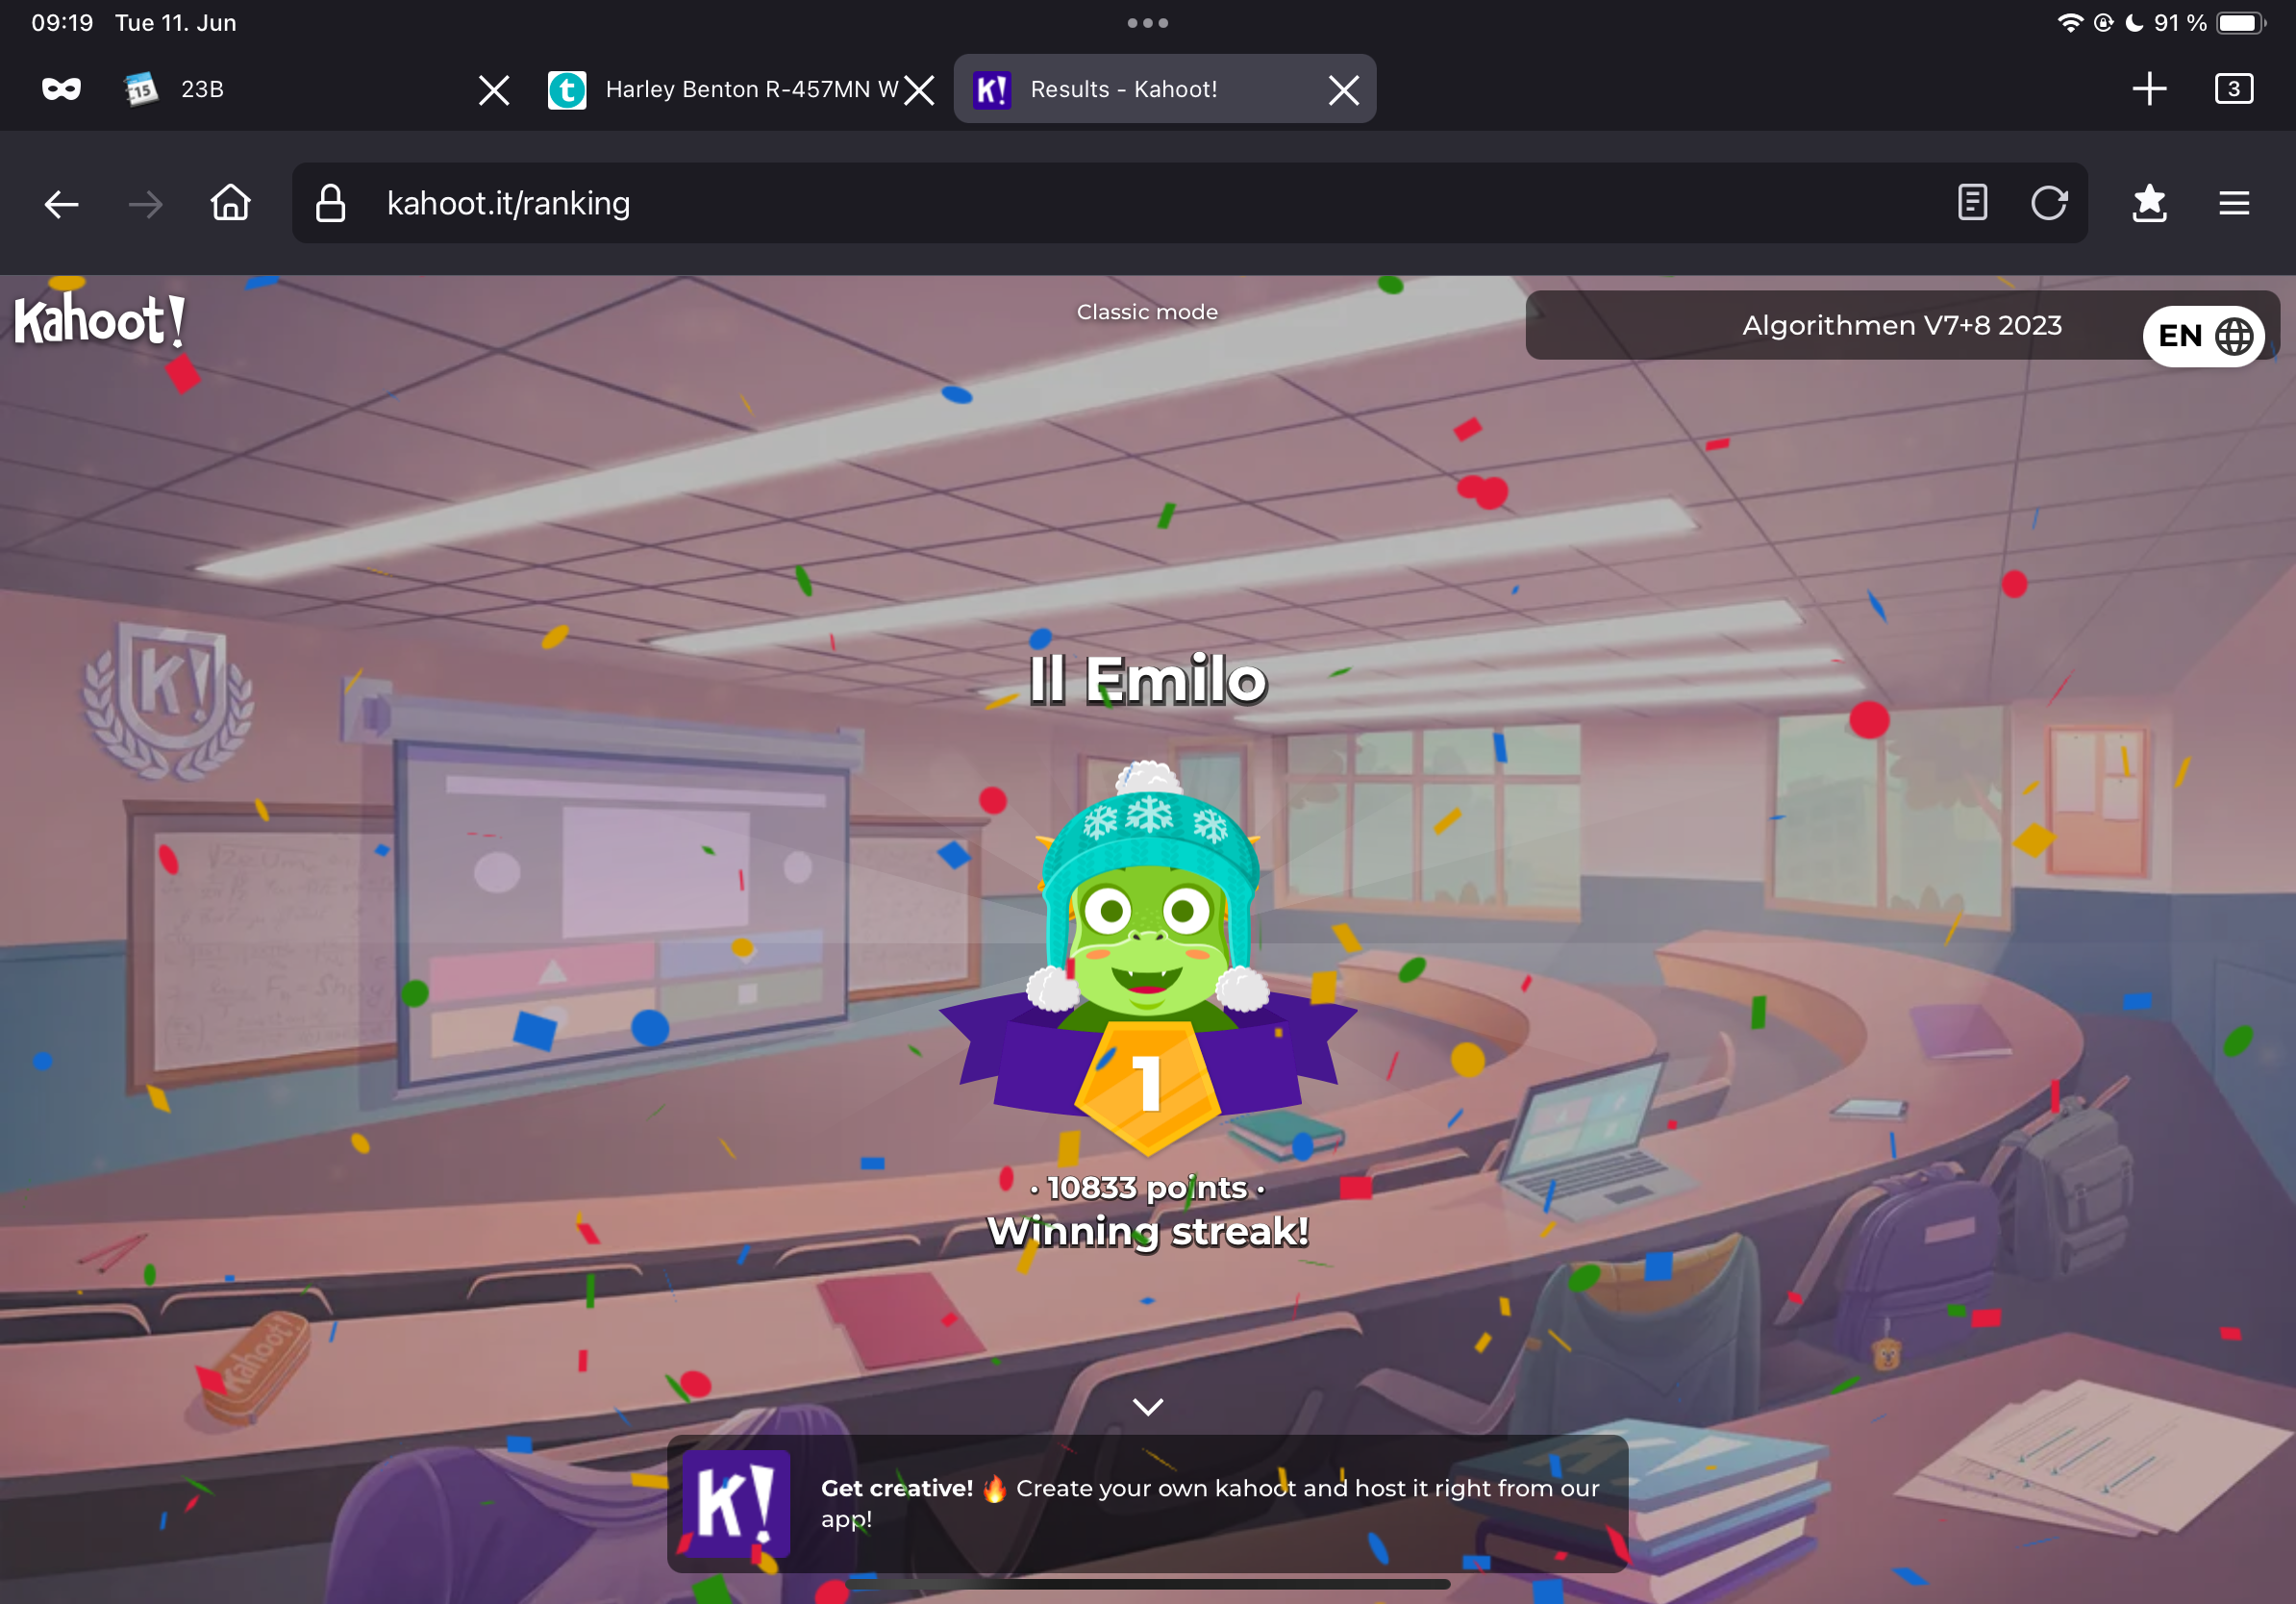 09:19 Tue 11. Jun
91 %
23B
Harley Benton R-457MN W
Results - Kahoot!
3
kahoot.it/ranking
Kahoot!
Classic mode
Algorithmen V7+8 2023
EN
K!
Il Emilo
1
· 10833 points ·
Winning streak!
Kahoot!
K!
Get creative! 🔥 Create your own kahoot and host it right from our
app!